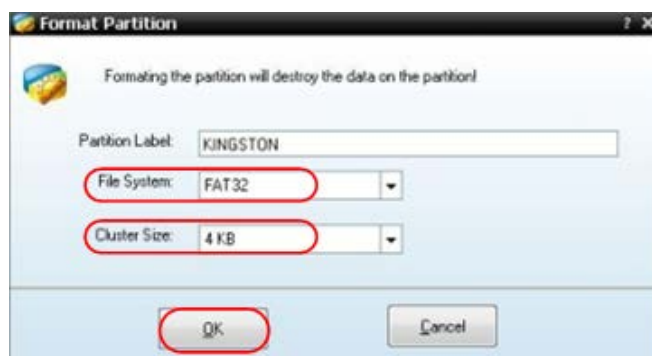 Format Partition ? X
Formating the partition will destroy the data on the partition!
Partition Label: KINGSTON
File System: FAT32
Cluster Size: 4 KB
OK Cancel